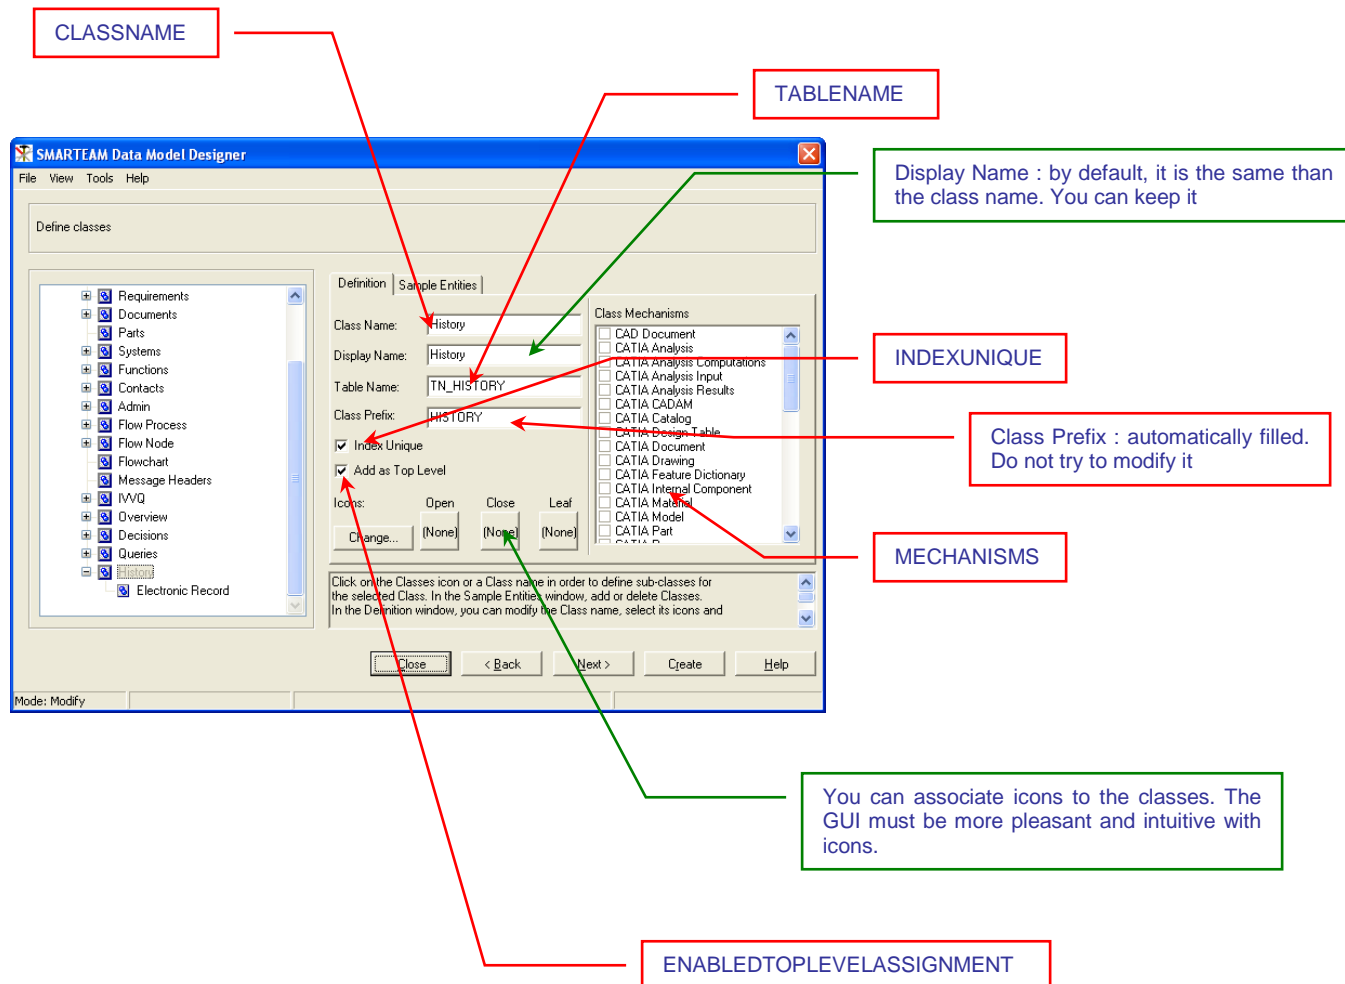 CLASSNAME
TABLENAME
SMARTEAM Data Model Designer
File View Tools Help
Display Name : by default, it is the same than
the class name. You can keep it
Define classes
Requirements
Documents
Parts
Systems
Functions
Contacts
Admin
Flow Process
Flow Node
Flowchart
Message Headers
IVVQ
Overview
Decisions
Queries
History
Electronic Record
Definition
Sample Entities
Class Name: History
Display Name: History
Table Name: TN_HISTORY
Class Prefix: HISTORY
Index Unique
Add as Top Level
Icons: Open Close Leaf
Change... (None) (None) (None)
Class Mechanisms
CAD Document
CATIA Analysis
CATIA Analysis Computations
CATIA Analysis Input
CATIA Analysis Results
CATIA CADAM
CATIA Catalog
CATIA Design Table
CATIA Document
CATIA Drawing
CATIA Feature Dictionary
CATIA Internal Component
CATIA Material
CATIA Model
CATIA Part
Click on the Classes icon or a Class name in order to define sub-classes for
the selected Class. In the Sample Entities window, add or delete Classes.
In the Definition window, you can modify the Class name, select its icons and
Close < Back Next > Create Help
Mode: Modify
INDEXUNIQUE
Class Prefix : automatically filled.
Do not try to modify it
MECHANISMS
You can associate icons to the classes. The
GUI must be more pleasant and intuitive with
icons.
ENABLEDTOPLEVELASSIGNMENT